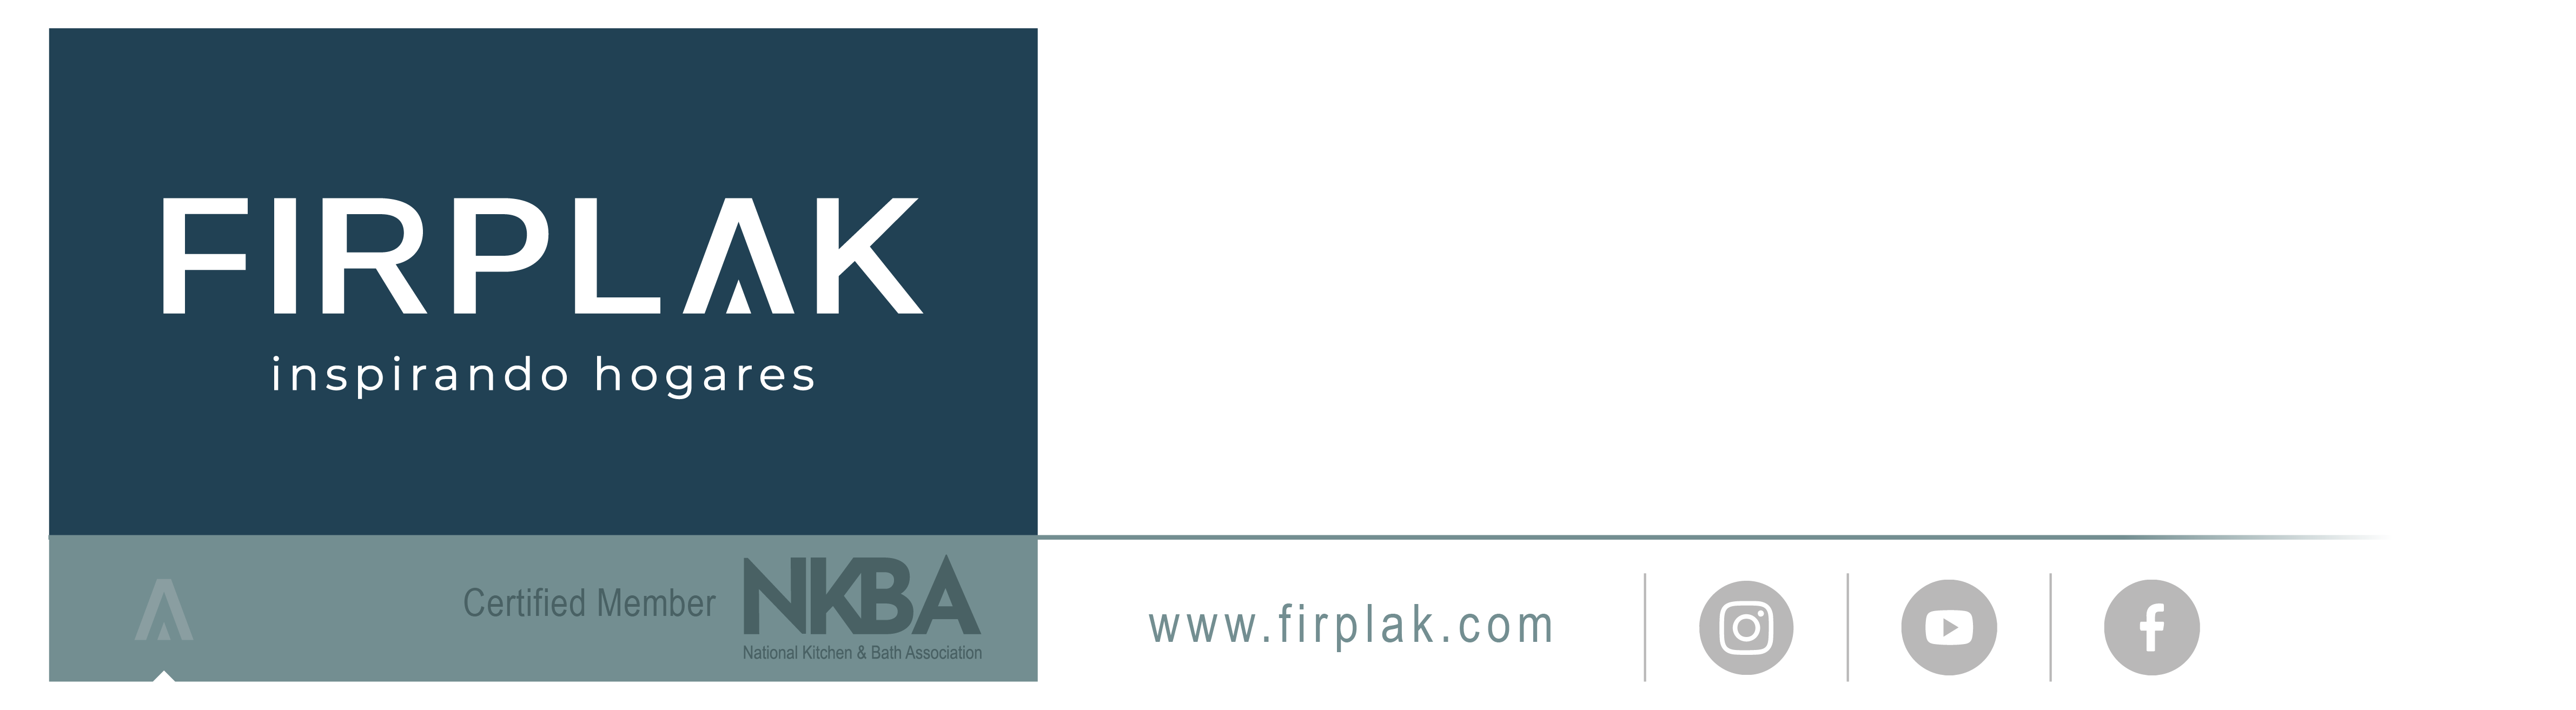 FIRPLAK
inspirando hogares
Certified Member
NKBA
National Kitchen & Bath Association
www.firplak.com